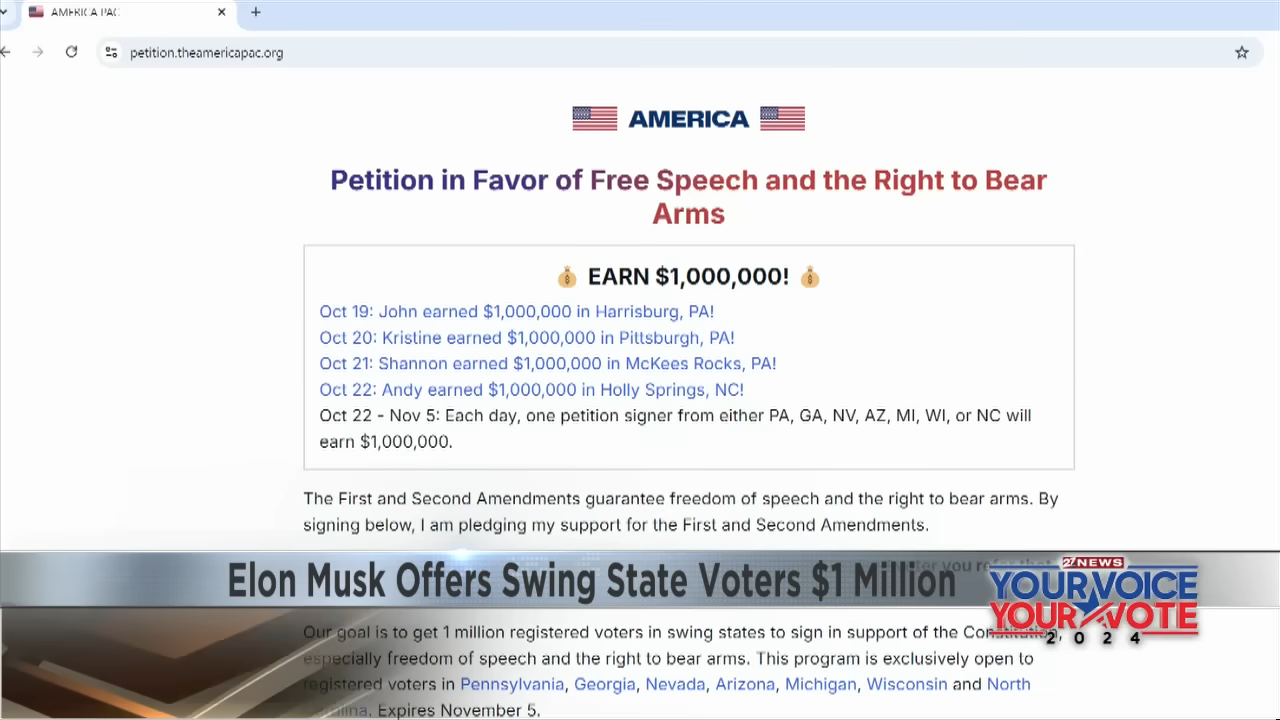 AMERICA PAC
petition.theamericapac.org
AMERICA
Petition in Favor of Free Speech and the Right to Bear
Arms
EARN $1,000,000!
Oct 19: John earned $1,000,000 in Harrisburg, PA!
Oct 20: Kristine earned $1,000,000 in Pittsburgh, PA!
Oct 21: Shannon earned $1,000,000 in McKees Rocks, PA!
Oct 22: Andy earned $1,000,000 in Holly Springs, NC!
Oct 22 - Nov 5: Each day, one petition signer from either PA, GA, NV, AZ, MI, WI, or NC will
earn $1,000,000.
The First and Second Amendments guarantee freedom of speech and the right to bear arms. By
signing below, I am pledging my support for the First and Second Amendments.
you refer that
Elon Musk Offers Swing State Voters $1 Million
27 NEWS
YOUR VOICE
YOUR VOTE
2024
Our goal is to get 1 million registered voters in swing states to sign in support of the Constitution,
especially freedom of speech and the right to bear arms. This program is exclusively open to
registered voters in Pennsylvania, Georgia, Nevada, Arizona, Michigan, Wisconsin and North
Expires November 5.